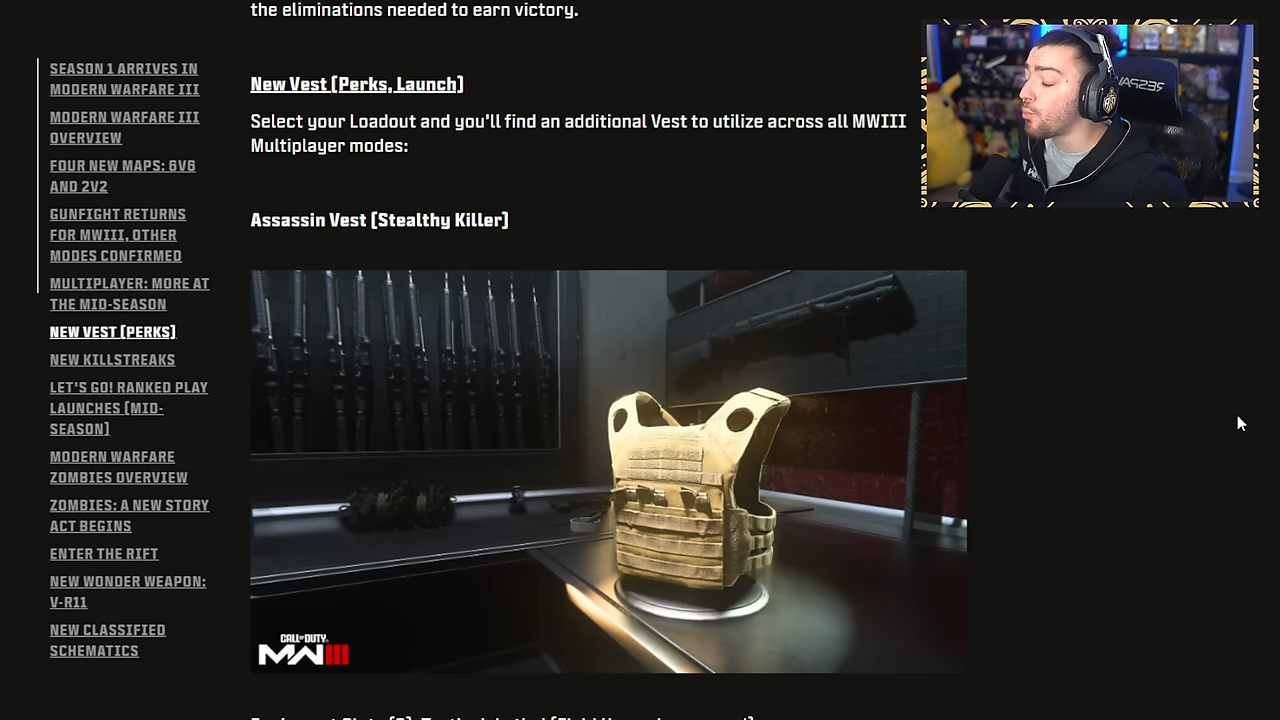 the eliminations needed to earn victory.
SEASON 1 ARRIVES IN
MODERN WARFARE III
MODERN WARFARE III
OVERVIEW
FOUR NEW MAPS: 6V6
AND 2V2
GUNFIGHT RETURNS
FOR MWIII, OTHER
MODES CONFIRMED
MULTIPLAYER: MORE AT
THE MID-SEASON
NEW VEST (PERKS)
NEW KILLSTREAKS
LET'S GO! RANKED PLAY
LAUNCHES (MID-
SEASON)
MODERN WARFARE
ZOMBIES OVERVIEW
ZOMBIES: A NEW STORY
ACT BEGINS
ENTER THE RIFT
NEW WONDER WEAPON:
V-R11
NEW CLASSIFIED
SCHEMATICS
New Vest (Perks, Launch)
Select your Loadout and you'll find an additional Vest to utilize across all MWIII
Multiplayer modes:
Assassin Vest (Stealthy Killer)
CALL OF DUTY
MWIII